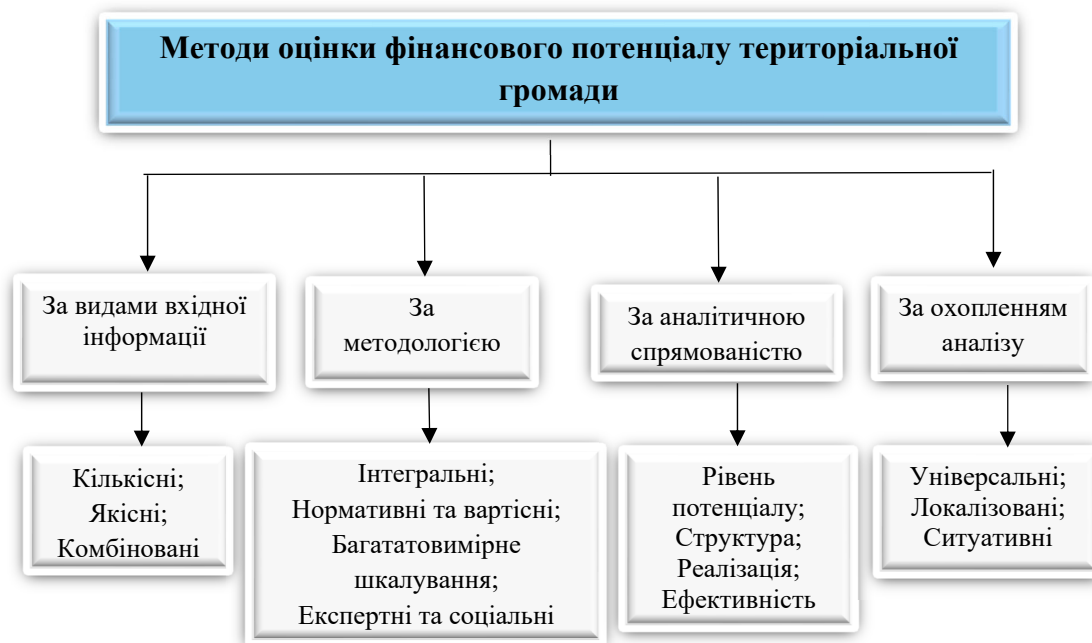 Методи оцінки фінансового потенціалу територіальної
громади
За видами вхідної
інформації
За
методологією
За аналітичною
спрямованістю
За охопленням
аналізу
Кількісні;
Якісні;
Комбіновані
Інтегральні;
Нормативні та вартісні;
Багататовимірне
шкалування;
Експертні та соціальні
Рівень
потенціалу;
Структура;
Реалізація;
Ефективність
Універсальні;
Локалізовані;
Ситуативні